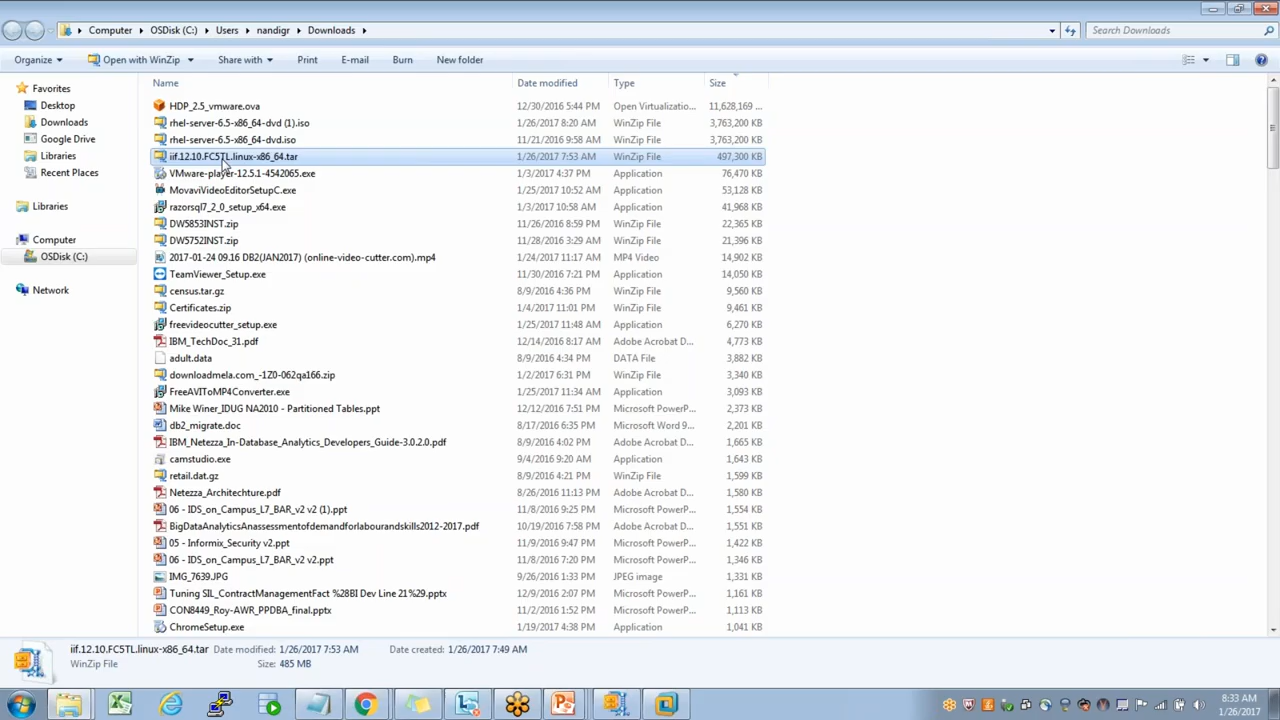 Computer OSDisk (C:) Users nandigr Downloads Search Downloads
Organize Open with WinZip Share with Print E-mail Burn New folder
Favorites
Desktop
Downloads
Google Drive
Libraries
Recent Places
Libraries
Computer
OSDisk (C:)
Network
Name Date modified Type Size
HDP_2.5_vmware.ova 12/30/2016 5:44 PM Open Virtualizatio... 11,628,169 ...
rhel-server-6.5-x86_64-dvd (1).iso 1/26/2017 8:20 AM WinZip File 3,763,200 KB
rhel-server-6.5-x86_64-dvd.iso 11/21/2016 9:58 AM WinZip File 3,763,200 KB
iif.12.10.FC5TL.linux-x86_64.tar 1/26/2017 7:53 AM WinZip File 497,300 KB
VMware-player-12.5.1-4542065.exe 1/3/2017 4:37 PM Application 76,470 KB
MovaviVideoEditorSetupC.exe 1/25/2017 10:52 AM Application 53,128 KB
razorsql7_2_0_setup_x64.exe 1/3/2017 10:58 AM Application 41,968 KB
DW5853INST.zip 11/26/2016 8:59 PM WinZip File 22,365 KB
DW5752INST.zip 11/28/2016 3:29 AM WinZip File 21,396 KB
2017-01-24 09.16 DB2(JAN2017) (online-video-cutter.com).mp4 1/24/2017 11:17 AM MP4 Video 14,902 KB
TeamViewer_Setup.exe 11/30/2016 7:21 PM Application 14,050 KB
census.tar.gz 8/9/2016 4:36 PM WinZip File 9,560 KB
Certificates.zip 1/4/2017 11:01 PM WinZip File 9,461 KB
freevideocutter_setup.exe 1/25/2017 11:48 AM Application 6,270 KB
IBM_TechDoc_31.pdf 12/14/2016 8:17 AM Adobe Acrobat D... 4,773 KB
adult.data 8/9/2016 4:34 PM DATA File 3,882 KB
downloadmela.com_-1Z0-062qa166.zip 1/2/2017 6:31 PM WinZip File 3,340 KB
FreeAVIToMP4Converter.exe 1/25/2017 11:34 AM Application 3,093 KB
Mike Winer_IDUG NA2010 - Partitioned Tables.ppt 12/12/2016 7:51 PM Microsoft PowerP... 2,373 KB
db2_migrate.doc 8/17/2016 6:35 PM Microsoft Word 9... 2,201 KB
IBM_Netezza_In-Database_Analytics_Developers_Guide-3.0.2.0.pdf 8/9/2016 4:02 PM Adobe Acrobat D... 1,665 KB
camstudio.exe 9/4/2016 9:20 AM Application 1,643 KB
retail.dat.gz 8/9/2016 4:21 PM WinZip File 1,599 KB
Netezza_Architechture.pdf 8/26/2016 11:13 PM Adobe Acrobat D... 1,580 KB
06 - IDS_on_Campus_L7_BAR_v2 v2 (1).ppt 11/8/2016 9:25 PM Microsoft PowerP... 1,554 KB
BigDataAnalyticsAnassessmentofdemandforlabourandskills2012-2017.pdf 10/19/2016 7:58 PM Adobe Acrobat D... 1,551 KB
05 - Informix_Security v2.ppt 11/9/2016 9:47 PM Microsoft PowerP... 1,422 KB
06 - IDS_on_Campus_L7_BAR_v2 v2.ppt 11/8/2016 7:20 PM Microsoft PowerP... 1,346 KB
IMG_7639.JPG 9/26/2016 1:33 PM JPEG image 1,331 KB
Tuning SIL_ContractManagementFact %28BI Dev Line 21%29.pptx 12/9/2016 2:07 PM Microsoft PowerP... 1,161 KB
CON8449_Roy-AWR_PPDBA_final.pptx 11/2/2016 1:52 PM Microsoft PowerP... 1,113 KB
ChromeSetup.exe 1/19/2017 4:38 PM Application 1,041 KB
iif.12.10.FC5TL.linux-x86_64.tar Date modified: 1/26/2017 7:53 AM Date created: 1/26/2017 7:49 AM
WinZip File Size: 485 MB
8:33 AM
1/26/2017